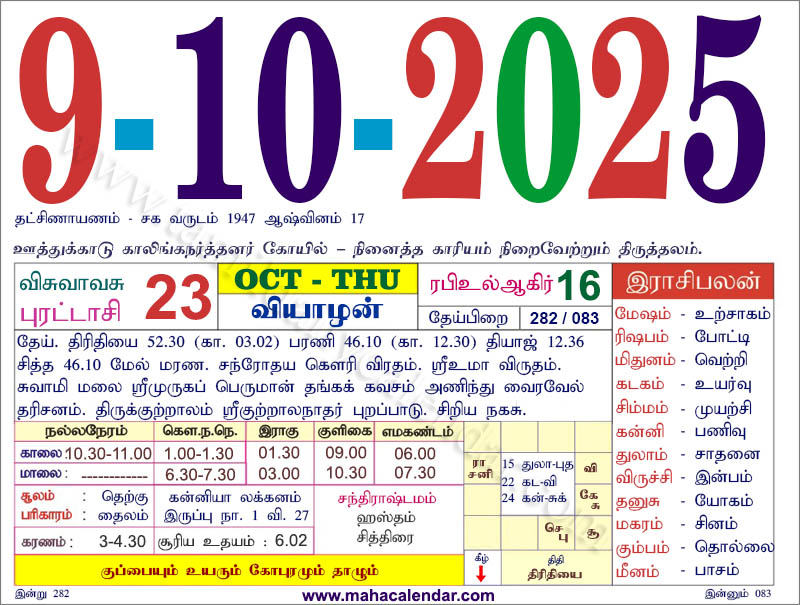 9-10-2025
தட்சிணாயணம் - சக வருடம் 1947 ஆஷ்வினம் 17
ஊத்துக்காடு காலிங்கநர்த்தனர் கோயில் – நினைத்த காரியம் நிறைவேற்றும் திருத்தலம்.
விசுவாவசு
புரட்டாசி 23
OCT - THU
வியாழன்
ரபிஉல்ஆகிர் 16
தேய்பிறை 282 / 083
தேய். திரிதியை 52.30 (கா. 03.02) பரணி 46.10 (கா. 12.30) தியாஜ் 12.36
சித்த 46.10 மேல் மரண. சந்ரோதய கௌரி விரதம். ஸ்ரீஉமா விருதம்.
சுவாமி மலை ஸ்ரீமுருகப் பெருமான் தங்கக் கவசம் அணிந்து வைரவேல்
தரிசனம். திருக்குற்றாலம் ஸ்ரீகுற்றாலநாதர் புறப்பாடு. சிறிய நகசு.
நல்லநேரம் கௌ.ந.நெ. இராகு குளிகை எமகண்டம்
காலை: 10.30-11.00 1.00-1.30 01.30 09.00 06.00
மாலை: ------------ 6.30-7.30 03.00 10.30 07.30
சூலம் : தெற்கு
பரிகாரம் : தைலம்
கன்னியா லக்கனம்
இருப்பு நா. 1 வி. 27
சந்திராஷ்டமம்
ஹஸ்தம்
சித்திரை
கரணம் : 3-4.30 சூரிய உதயம் : 6.02
குப்பையும் உயரும் கோபுரமும் தாழும்
ரா
சனி
15 துலா-புத
22 கட-வி
24 கன்-சுக்
வி
கே
சு
செ
பு
சூ
கீழ்
திதி
திரிதியை
இராசிபலன்
மேஷம் - உற்சாகம்
ரிஷபம் - போட்டி
மிதுனம் - வெற்றி
கடகம் - உயர்வு
சிம்மம் - முயற்சி
கன்னி - பணிவு
துலாம் - சாதனை
விருச்சி - இன்பம்
தனுசு - யோகம்
மகரம் - சினம்
கும்பம் - தொல்லை
மீனம் - பாசம்
இன்று 282
www.mahacalendar.com
இன்னும் 083